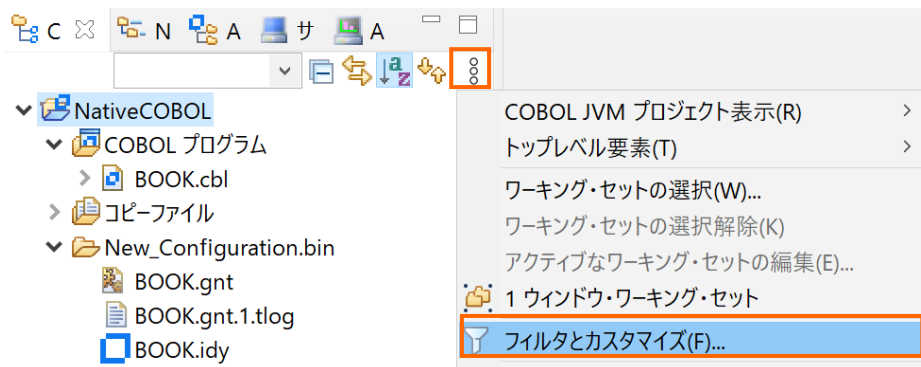 C N A サ A
NativeCOBOL
COBOL プログラム
BOOK.cbl
コピーファイル
New_Configuration.bin
BOOK.gnt
BOOK.gnt.1.tlog
BOOK.idy
COBOL JVM プロジェクト表示(R)
トップレベル要素(T)
ワーキング・セットの選択(W)...
ワーキング・セットの選択解除(K)
アクティブなワーキング・セットの編集(E)...
1 ウィンドウ・ワーキング・セット
フィルタとカスタマイズ(F)...